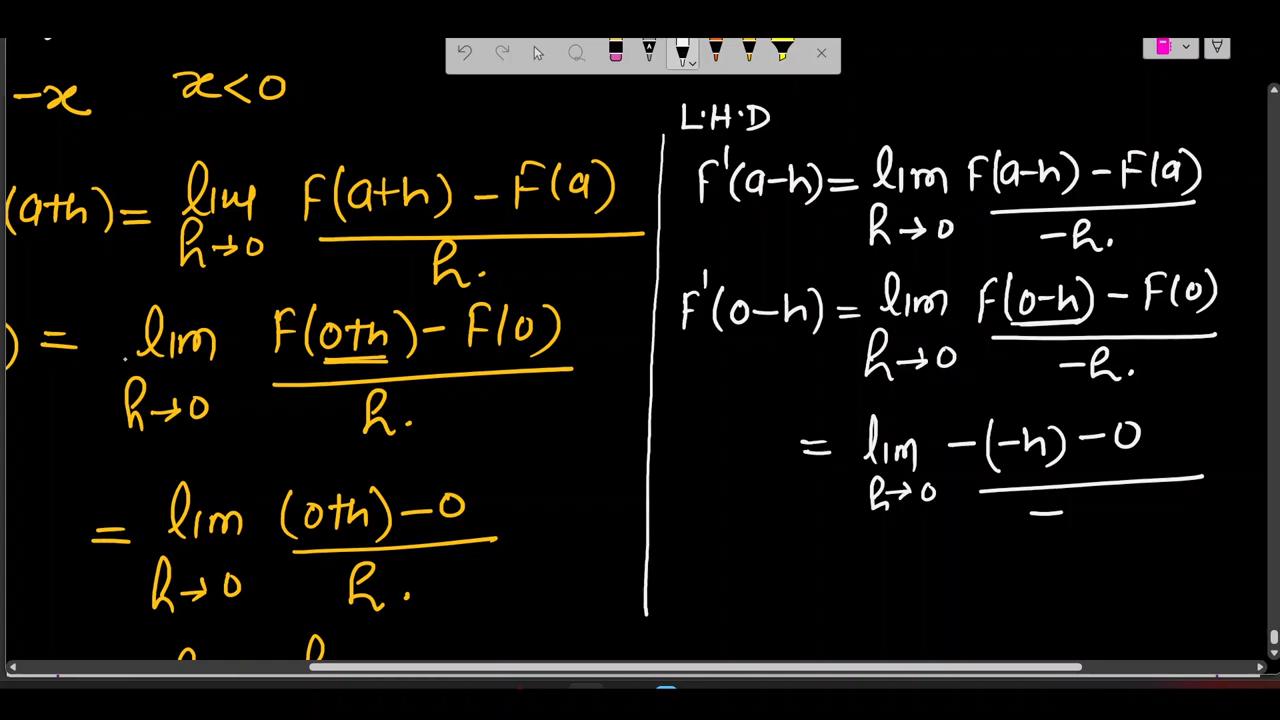 -x    x<0
(a+h) = lim h→0 F(a+h) - F(a) / h.
) = lim h→0 F(0+h) - F(0) / h.
= lim h→0 (0+h) - 0 / h.
L.H.D
F'(a-h) = lim h→0 F(a-h) - F(a) / -h.
F'(0-h) = lim h→0 F(0-h) - F(0) / -h.
= lim h→0 -(-h) - 0 / -